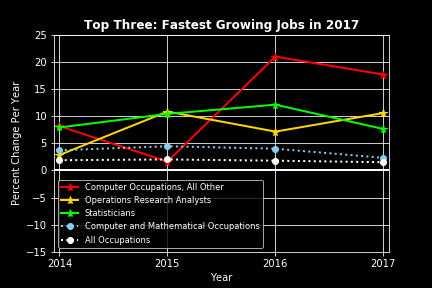 Top Three: Fastest Growing Jobs in 2017
Percent Change Per Year
25
20
15
10
5
0
−5
−10
−15
Computer Occupations, All Other
Operations Research Analysts
Statisticians
Computer and Mathematical Occupations
All Occupations
2014 2015 2016 2017
Year